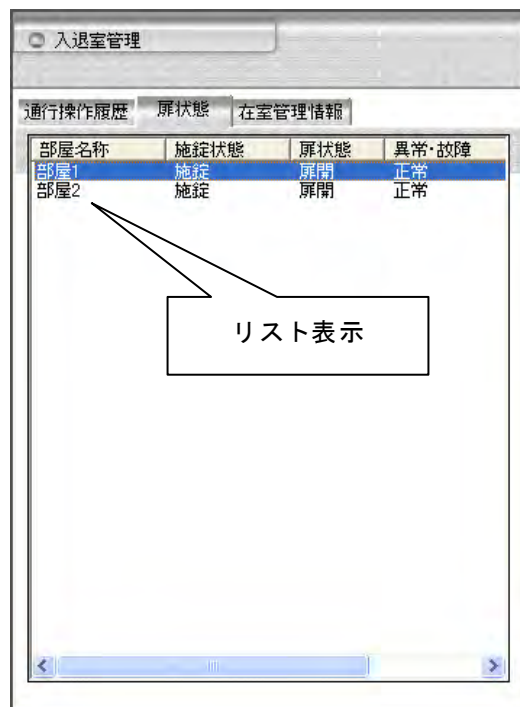 入退室管理
通行操作履歴 扉状態 在室管理情報
部屋名称 施錠状態 扉状態 異常・故障
部屋1 施錠 扉開 正常
部屋2 施錠 扉開 正常
リスト表示